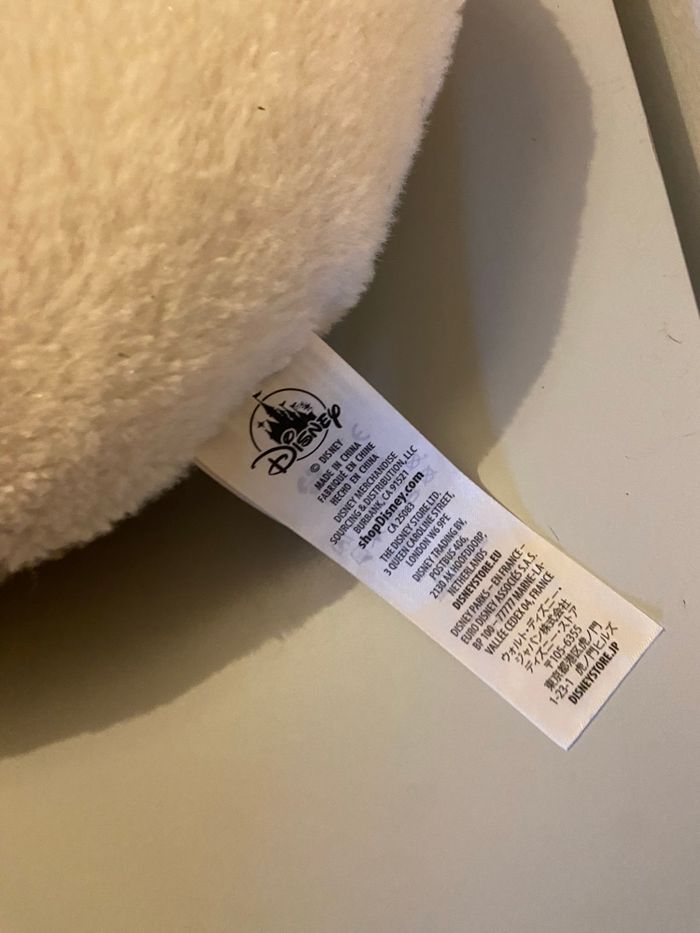 DISNEY
© DISNEY
MADE IN CHINA
FABRIQUÉ EN CHINE
HECHO EN CHINA
DISNEY MERCHANDISE
SOURCING & DISTRIBUTION, LLC
BURBANK, CA 91521
shopDisney.com
CA 25083
THE DISNEY STORE LTD.
3 QUEEN CAROLINE STREET,
LONDON W6 9PE
DISNEY TRADING BV,
POSTBUS 406,
2130 AK HOOFDDORP,
NETHERLANDS
DISNEYSTORE.EU
DISNEY PARKS – EN FRANCE–
EURO DISNEY ASSOCIÉS S.A.S.
BP 100–77777 MARNE-LA-
VALLÉE CEDEX 04, FRANCE
ウォルト・ディズニー・
ジャパン株式会社
ディズニー・ストア
〒105-6355
東京都港区虎ノ門
1-23-1 虎ノ門ヒルズ
DISNEYSTORE.JP